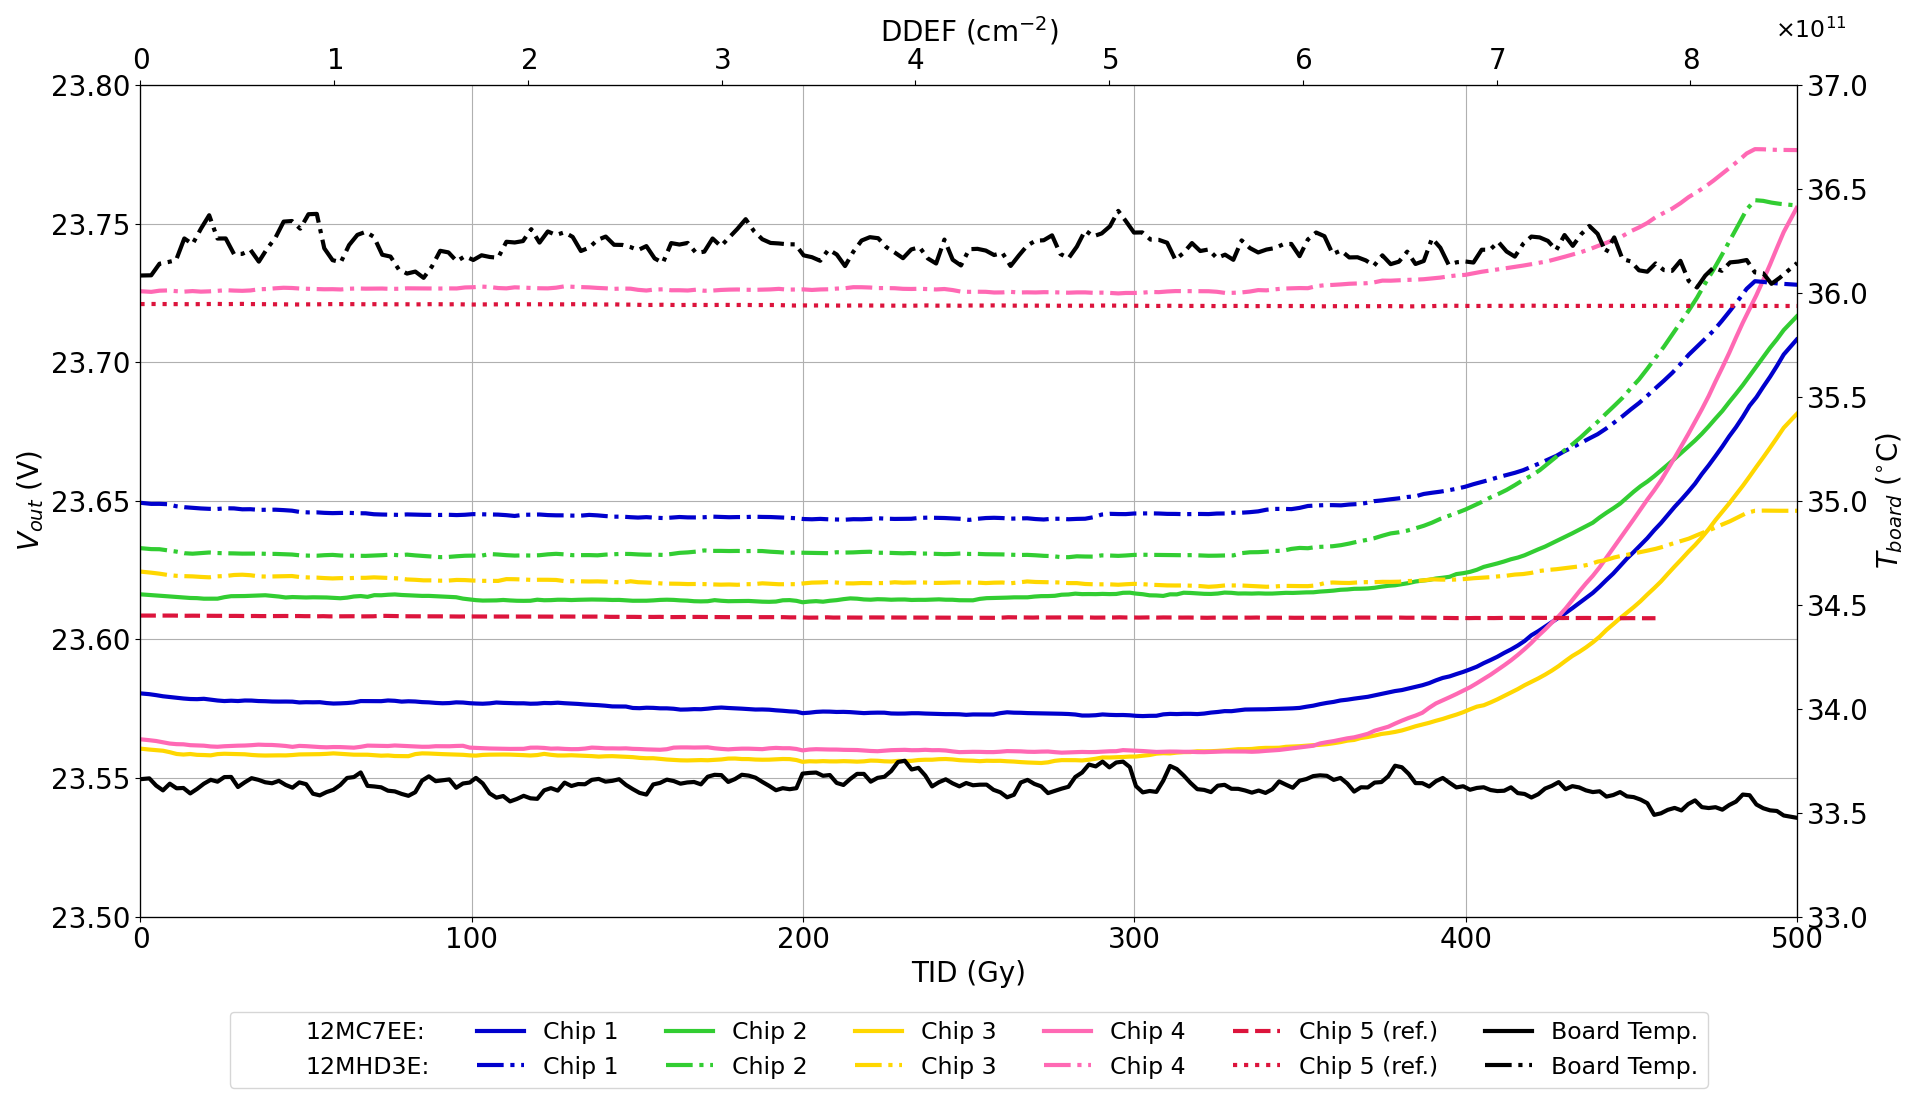 DDEF (cm⁻²)
×10¹¹
0 1 2 3 4 5 6 7 8
23.80 37.0
36.5
23.75
36.0
23.70
35.5
23.65 35.0
V_out (V)
T_board (°C)
34.5
23.60
34.0
23.55
33.5
23.50 33.0
0 100 200 300 400 500
TID (Gy)
12MC7EE: Chip 1 Chip 2 Chip 3 Chip 4 Chip 5 (ref.) Board Temp.
12MHD3E: Chip 1 Chip 2 Chip 3 Chip 4 Chip 5 (ref.) Board Temp.